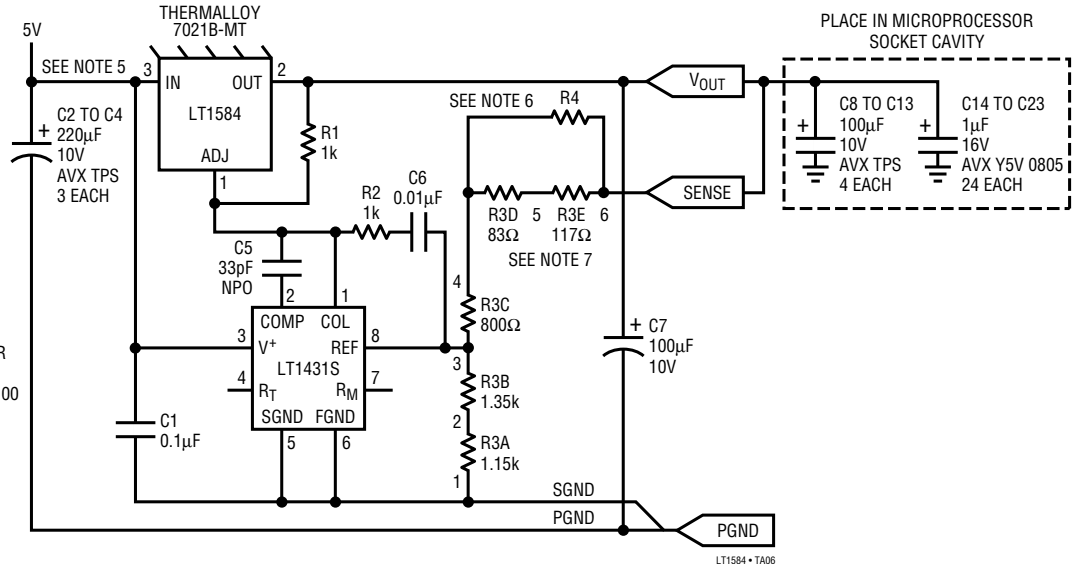 THERMALLOY
7021B-MT
PLACE IN MICROPROCESSOR
SOCKET CAVITY
5V
SEE NOTE 5
3
IN
OUT
2
LT1584
ADJ
1
+
C2 TO C4
220µF
10V
AVX TPS
3 EACH
R1
1k
SEE NOTE 6
R4
VOUT
+
C8 TO C13
100µF
10V
AVX TPS
4 EACH
+
C14 TO C23
1µF
16V
AVX Y5V 0805
24 EACH
R2
1k
C6
0.01µF
R3D
83Ω
5
R3E
117Ω
6
SENSE
SEE NOTE 7
C5
33pF
NPO
2
1
4
R3C
800Ω
COMP
COL
3
V+
REF
8
LT1431S
4
RT
RM
7
SGND
FGND
5
6
3
R3B
1.35k
2
R3A
1.15k
1
+
C7
100µF
10V
R
00
C1
0.1µF
SGND
PGND
PGND
LT1584 • TA06